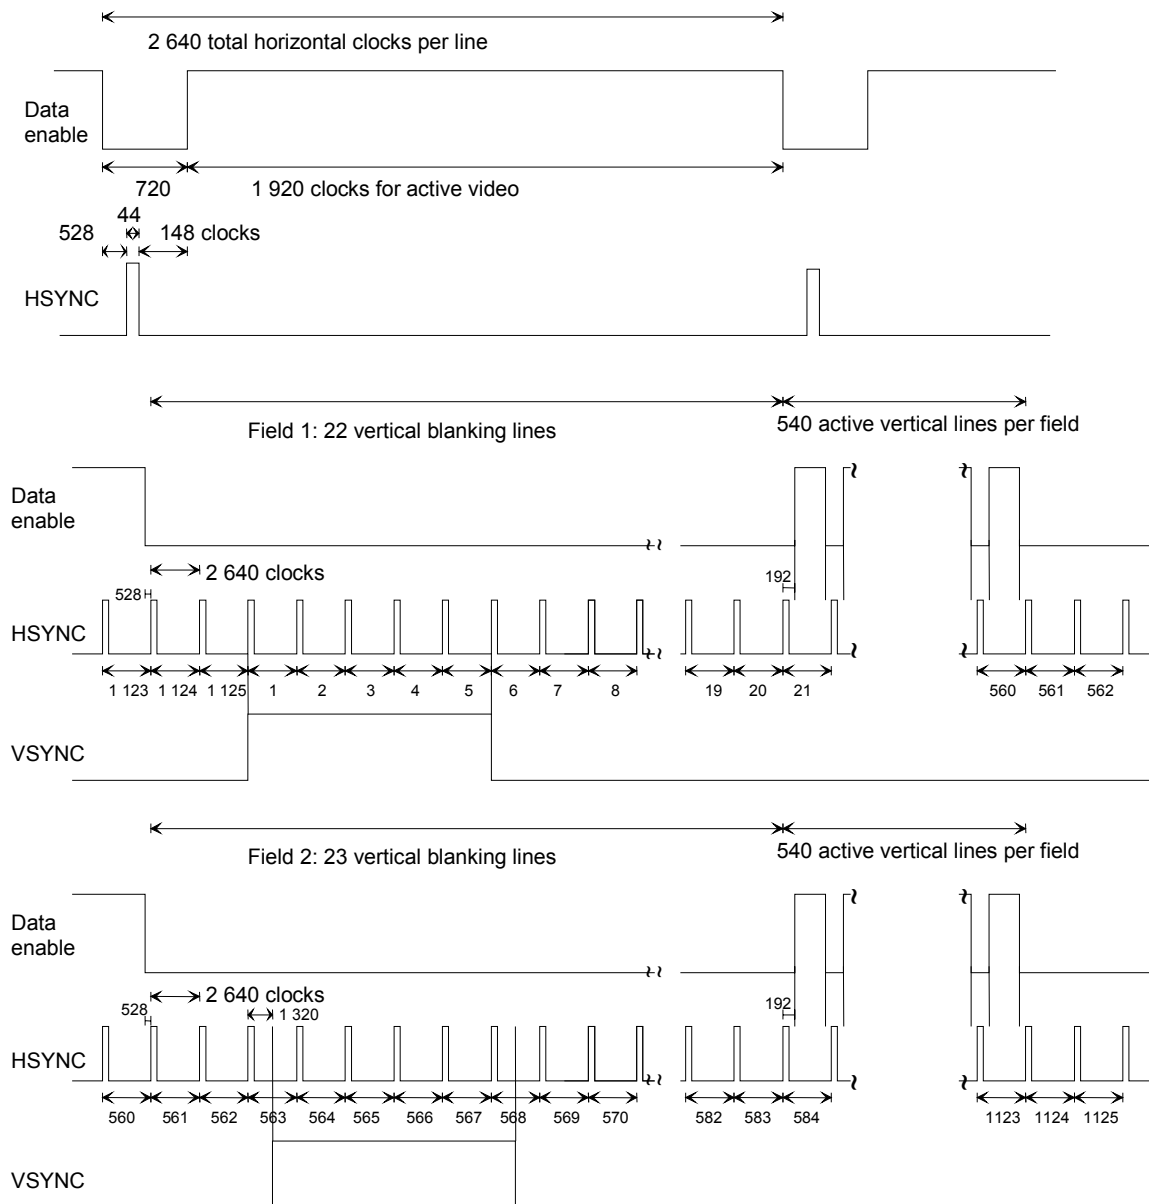 2 640 total horizontal clocks per line
Data
enable
720
1 920 clocks for active video
44
528
148 clocks
HSYNC
Field 1: 22 vertical blanking lines
540 active vertical lines per field
Data
enable
2 640 clocks
528
192
HSYNC
1 123
1 124
1 125
1
2
3
4
5
6
7
8
19
20
21
560
561
562
VSYNC
Field 2: 23 vertical blanking lines
540 active vertical lines per field
Data
enable
2 640 clocks
528
1 320
192
HSYNC
560
561
562
563
564
565
566
567
568
569
570
582
583
584
1123
1124
1125
VSYNC